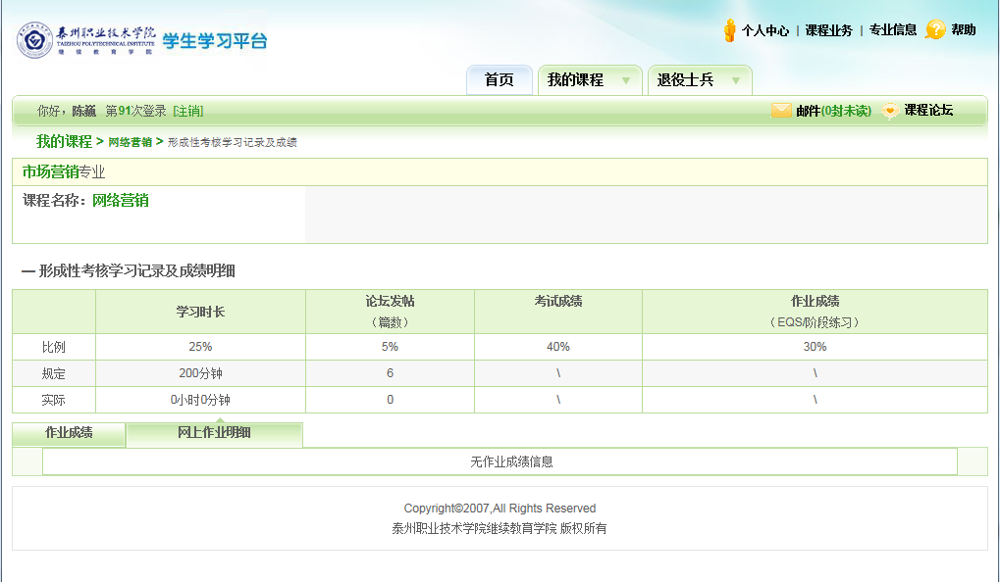 泰州职业技术学院
TAIZHOU POLYTECHNICAL INSTITUTE
继 续 教 育 学 院
学生学习平台
个人中心 | 课程业务 | 专业信息 帮助
首页 我的课程 退役士兵
你好，陈巍 第91次登录 [注销] 邮件(0封未读) 课程论坛
我的课程 > 网络营销 > 形成性考核学习记录及成绩
市场营销专业
课程名称：网络营销
— 形成性考核学习记录及成绩明细
学习时长 论坛发帖（篇数） 考试成绩 作业成绩（EQS/阶段练习）
比例 25% 5% 40% 30%
规定 200分钟 6 \ \
实际 0小时0分钟 0 \ \
作业成绩 网上作业明细
无作业成绩信息
Copyright©2007,All Rights Reserved
泰州职业技术学院继续教育学院 版权所有